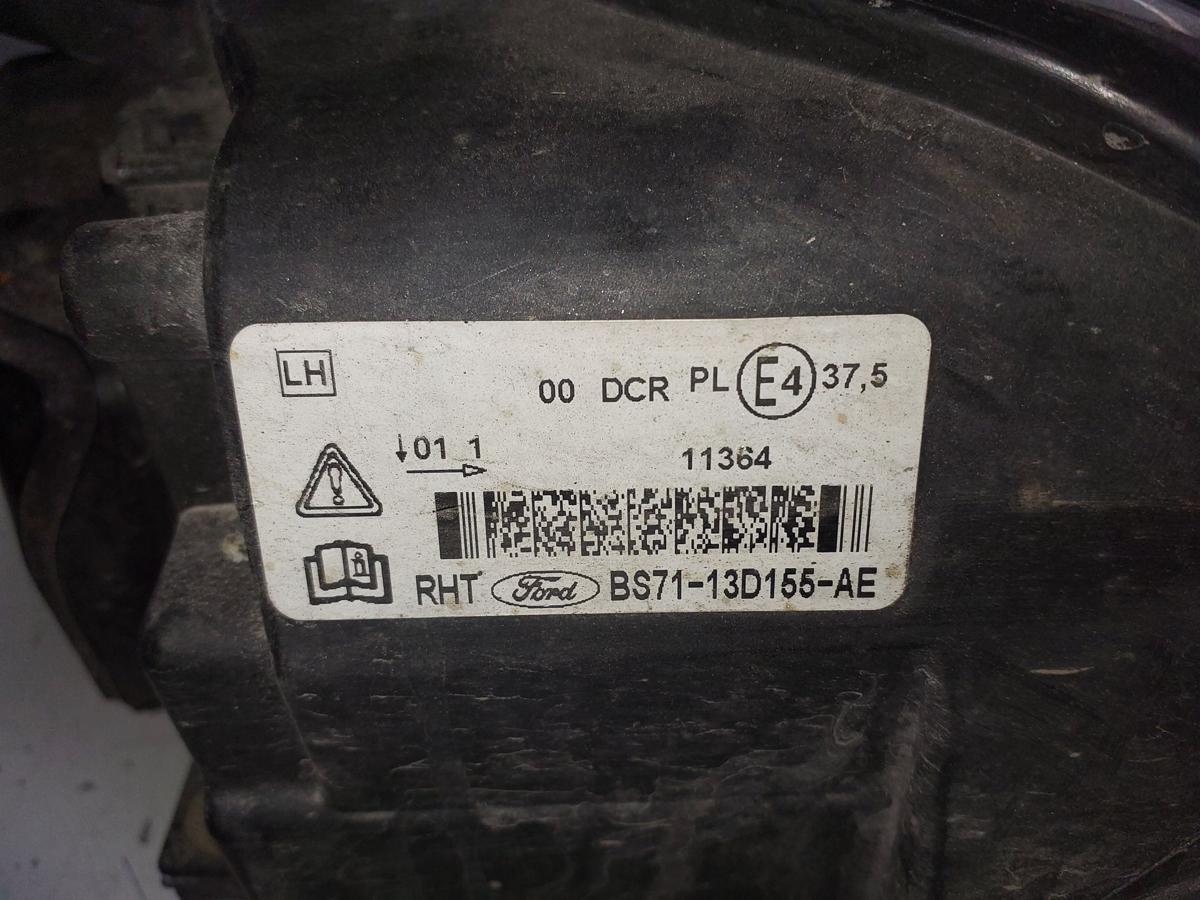 LH
00 DCR PL E4 37,5
↓01 1
11364
RHT Ford BS71-13D155-AE